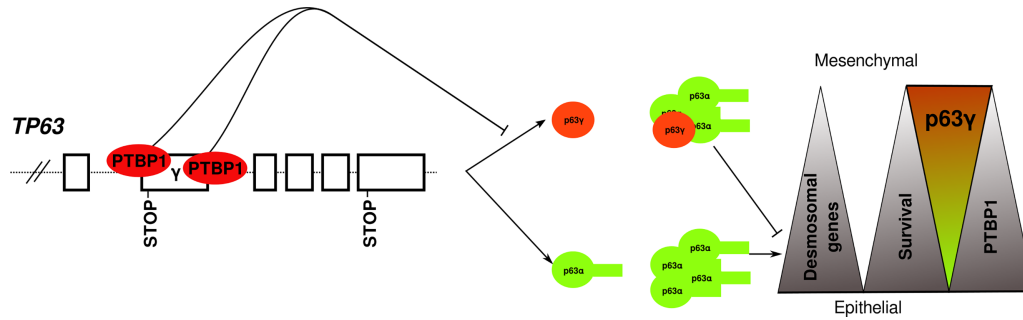 TP63
PTBP1
γ
PTBP1
STOP
STOP
p63γ
p63α
p63α
p63α
p63γ
p63α
p63α
p63α
p63α
Mesenchymal
Desmosomal
genes
Survival
p63γ
PTBP1
Epithelial